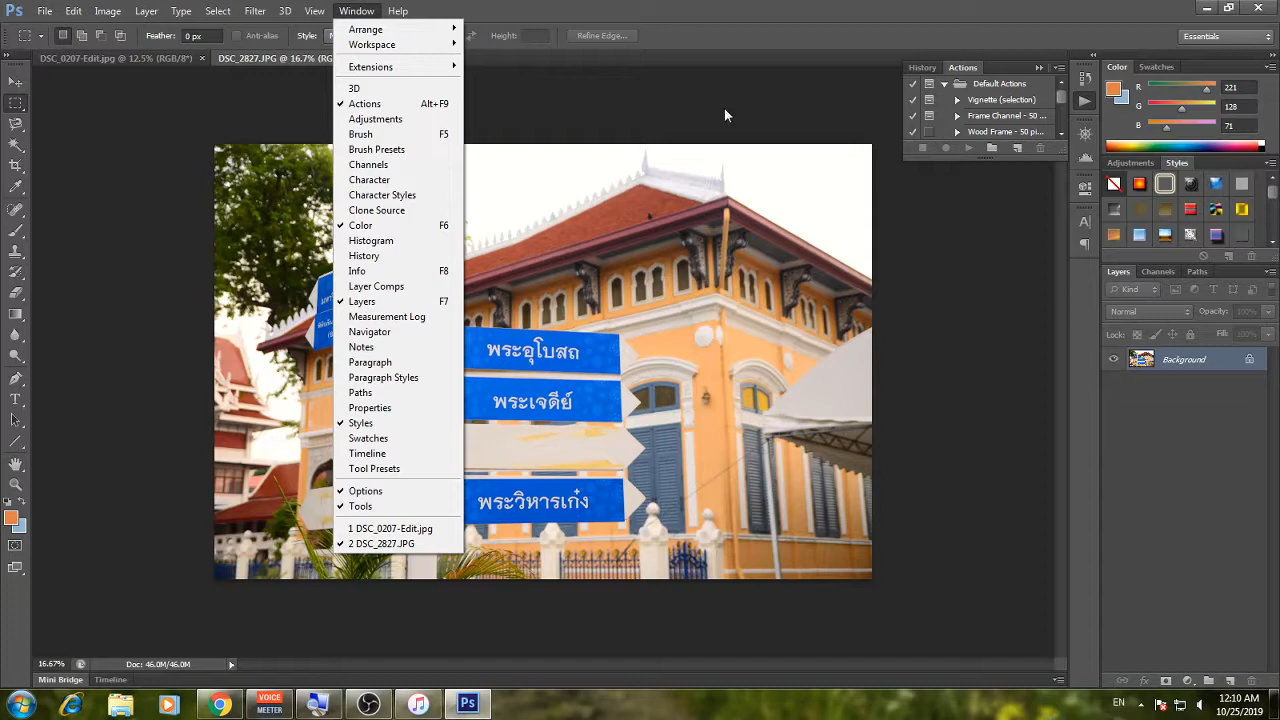 Ps File Edit Image Layer Type Select Filter 3D View Window Help
Feather: 0 px Anti-alias Style: Height: Refine Edge... Essentials
DSC_0207-Edit.jpg @ 12.5% (RGB/8*) × DSC_2827.JPG @ 16.7% (RG
Arrange
Workspace
Extensions
3D
Actions Alt+F9
Adjustments
Brush F5
Brush Presets
Channels
Character
Character Styles
Clone Source
Color F6
Histogram
History
Info F8
Layer Comps
Layers F7
Measurement Log
Navigator
Notes
Paragraph
Paragraph Styles
Paths
Properties
Styles
Swatches
Timeline
Tool Presets
Options
Tools
1 DSC_0207-Edit.jpg
2 DSC_2827.JPG
พระอุโบสถ
พระเจดีย์
พระวิหารเก๋ง
History Actions
Default Actions
Vignette (selection)
Frame Channel - 50 ...
Wood Frame - 50 pi...
Color Swatches
R 221
G 128
B 71
Adjustments Styles
Layers Channels Paths
Kind
Normal Opacity: 100%
Lock: Fill: 100%
Background
16.67% Doc: 46.0M/46.0M
Mini Bridge Timeline
VOICE
MEETER
Ps
EN
12:10 AM
10/25/2019